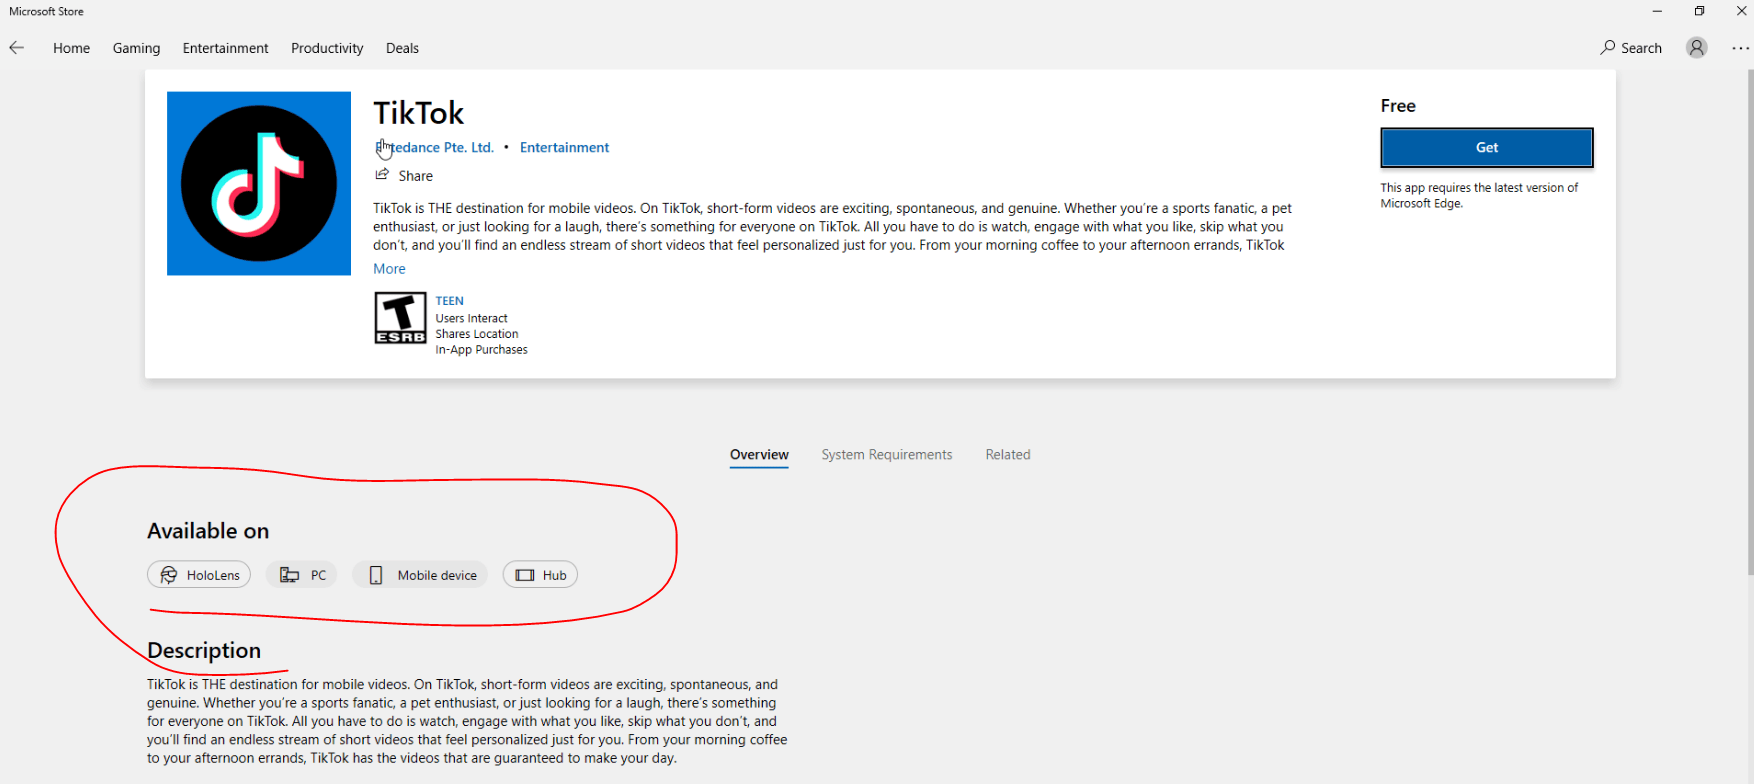 Microsoft Store
Home Gaming Entertainment Productivity Deals Search
TikTok
tedance Pte. Ltd. • Entertainment
Share
TikTok is THE destination for mobile videos. On TikTok, short-form videos are exciting, spontaneous, and genuine. Whether you're a sports fanatic, a pet
enthusiast, or just looking for a laugh, there's something for everyone on TikTok. All you have to do is watch, engage with what you like, skip what you
don't, and you'll find an endless stream of short videos that feel personalized just for you. From your morning coffee to your afternoon errands, TikTok
More
T
ESRB
TEEN
Users Interact
Shares Location
In-App Purchases
Free
Get
This app requires the latest version of
Microsoft Edge.
Overview System Requirements Related
Available on
HoloLens PC Mobile device Hub
Description
TikTok is THE destination for mobile videos. On TikTok, short-form videos are exciting, spontaneous, and
genuine. Whether you're a sports fanatic, a pet enthusiast, or just looking for a laugh, there's something
for everyone on TikTok. All you have to do is watch, engage with what you like, skip what you don't, and
you'll find an endless stream of short videos that feel personalized just for you. From your morning coffee
to your afternoon errands, TikTok has the videos that are guaranteed to make your day.